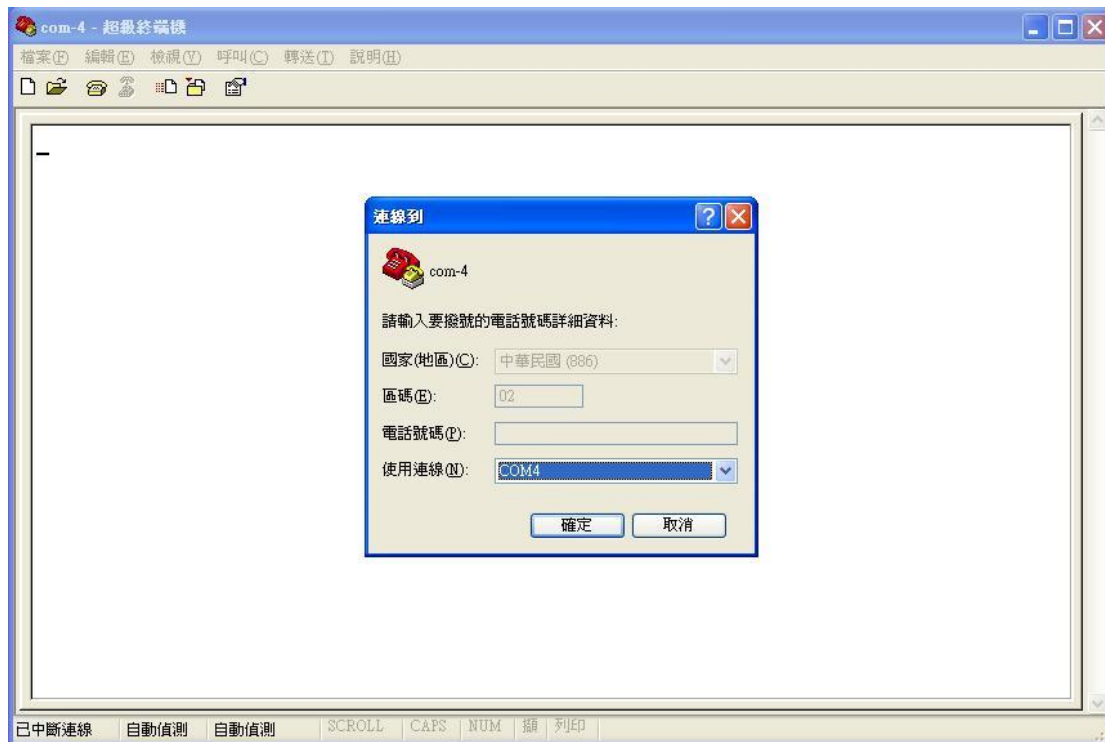 com-4 - 超級終端機
檔案(F) 編輯(E) 檢視(V) 呼叫(C) 轉送(T) 說明(H)
連線到
com-4
請輸入要撥號的電話號碼詳細資料:
國家(地區)(C): 中華民國 (886)
區碼(E): 02
電話號碼(P):
使用連線(N): COM4
確定 取消
已中斷連線 自動偵測 自動偵測 SCROLL CAPS NUM 擷 列印